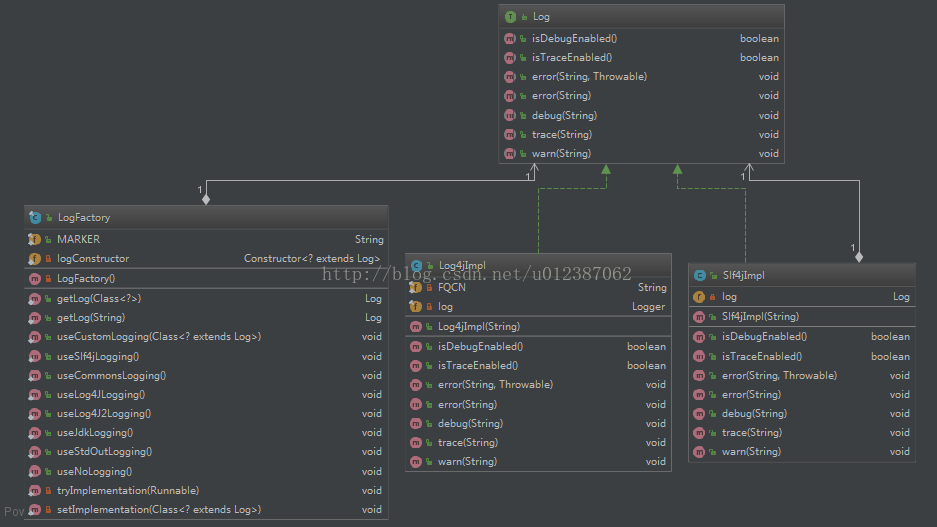 Log
isDebugEnabled() boolean
isTraceEnabled() boolean
error(String, Throwable) void
error(String) void
debug(String) void
trace(String) void
warn(String) void
1
1
1
1
LogFactory
MARKER String
logConstructor Constructor<? extends Log>
LogFactory()
getLog(Class<?>) Log
getLog(String) Log
useCustomLogging(Class<? extends Log>) void
useSlf4jLogging() void
useCommonsLogging() void
useLog4JLogging() void
useLog4J2Logging() void
useJdkLogging() void
useStdOutLogging() void
useNoLogging() void
tryImplementation(Runnable) void
setImplementation(Class<? extends Log>) void
Log4jImpl
FQCN String
log Logger
Log4jImpl(String)
isDebugEnabled() boolean
isTraceEnabled() boolean
error(String, Throwable) void
error(String) void
debug(String) void
trace(String) void
warn(String) void
Slf4jImpl
log Log
Slf4jImpl(String)
isDebugEnabled() boolean
isTraceEnabled() boolean
error(String, Throwable) void
error(String) void
debug(String) void
trace(String) void
warn(String) void
http://blog.csdn.net/u012387062
Pov